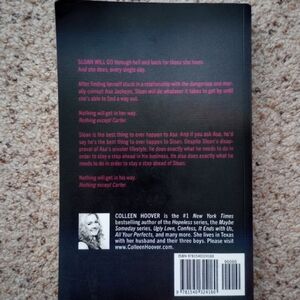 SLOAN WILL GO through hell and back for those she loves.
And she does, every single day.
After finding herself stuck in a relationship with the dangerous and mor-
ally corrupt Asa Jackson, Sloan will do whatever it takes to get by until
she's able to find a way out.
Nothing will get in her way.
Nothing except Carter.
Sloan is the best thing to ever happen to Asa. And if you ask Asa, he'd
say he's the best thing to ever happen to Sloan. Despite Sloan's disap-
proval of Asa's sinister lifestyle, he does exactly what he needs to do in
order to stay a step ahead in his business, he also does exactly what he
needs to do in order to stay a step ahead of Sloan.
Nothing will get in his way.
Nothing except Carter.
COLLEEN HOOVER is the #1 New York Times
bestselling author of the Hopeless series, the Maybe
Someday series, Ugly Love, Confess, It Ends with Us,
All Your Perfects, and many more. She lives in Texas
with her husband and their three boys. Please visit
www.ColleenHoover.com.
90000